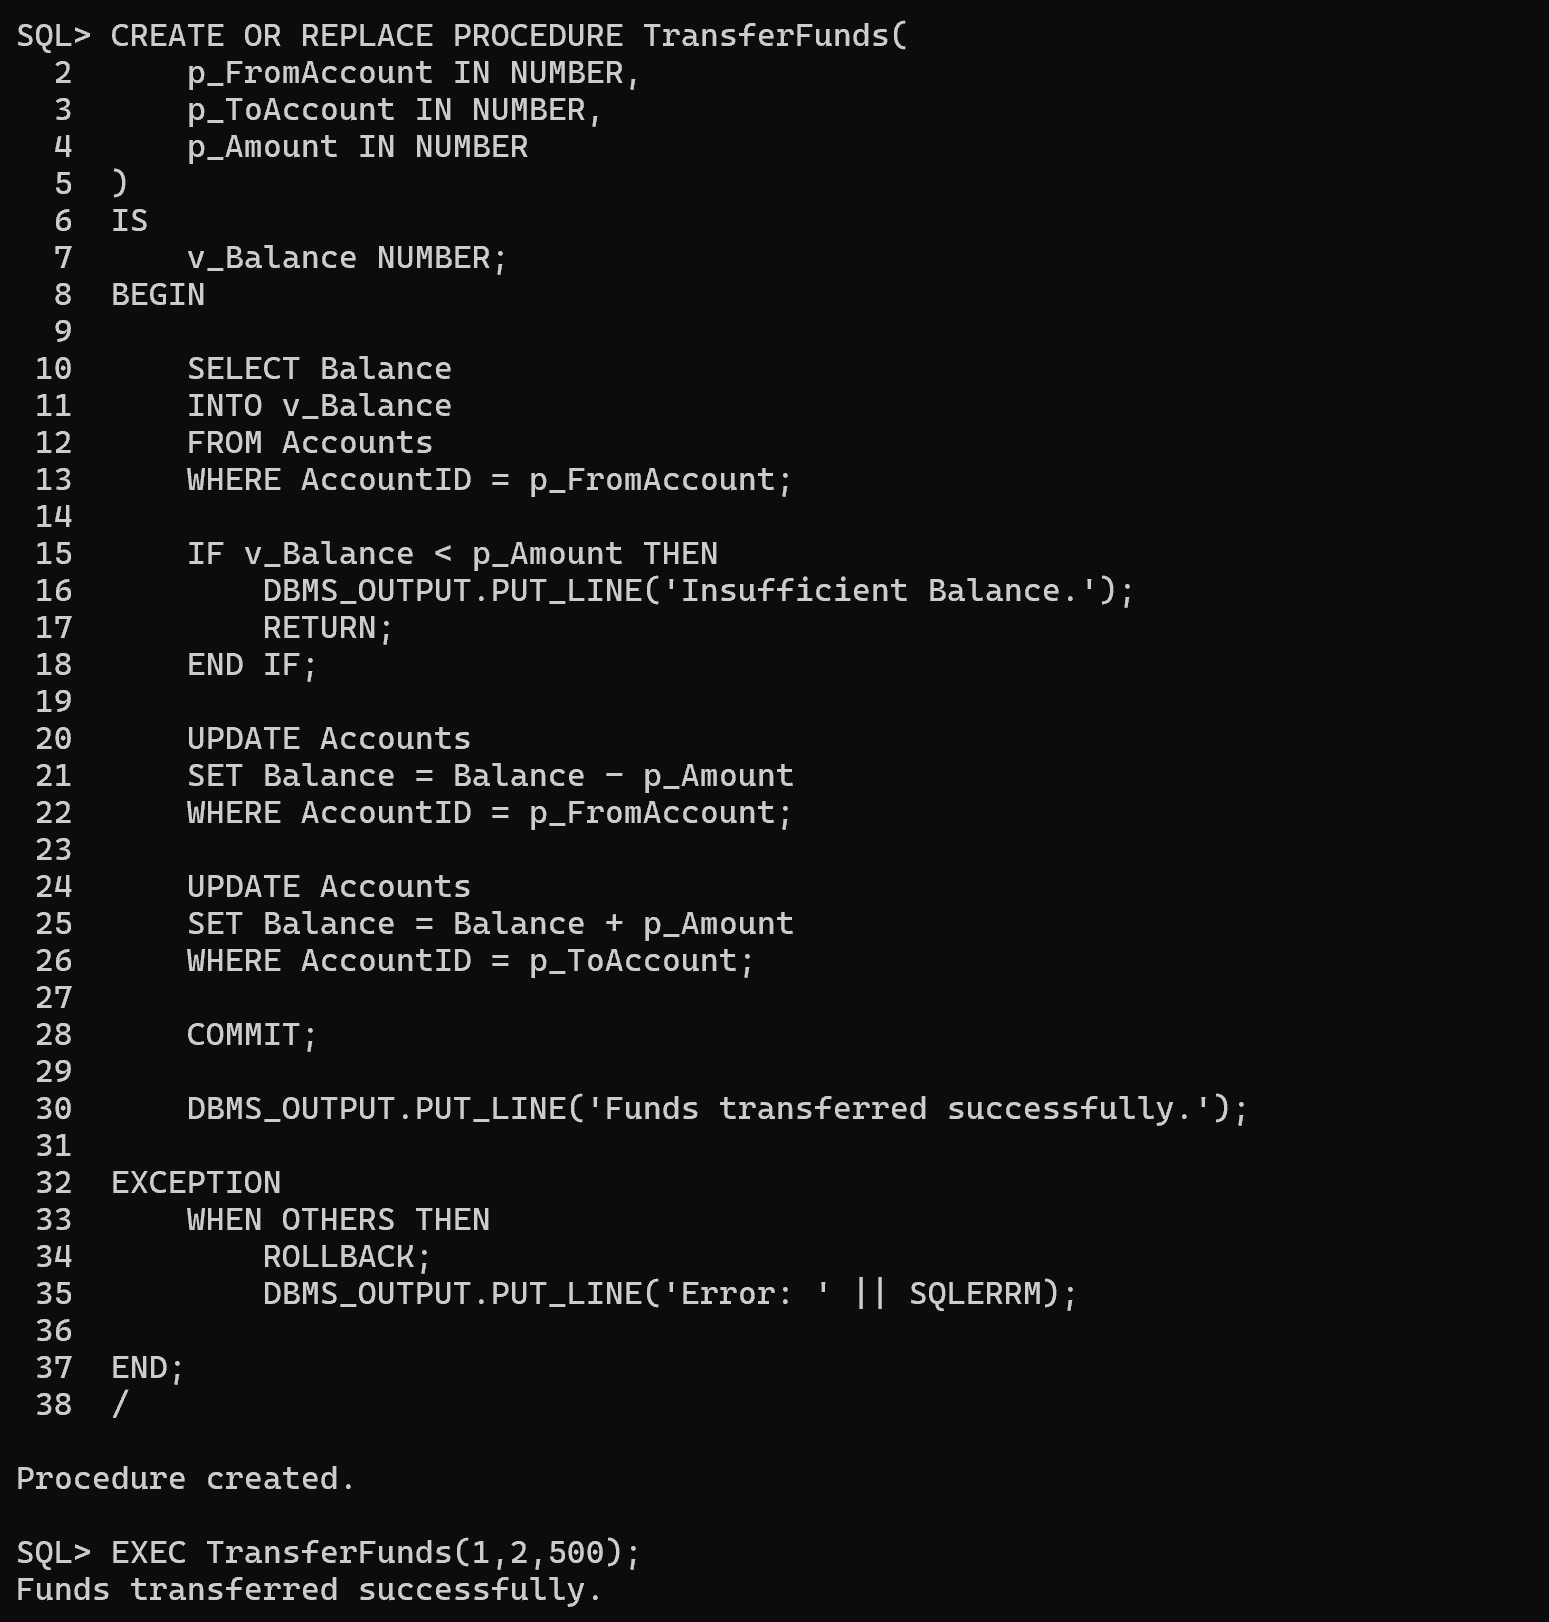 SQL> CREATE OR REPLACE PROCEDURE TransferFunds(
  2      p_FromAccount IN NUMBER,
  3      p_ToAccount IN NUMBER,
  4      p_Amount IN NUMBER
  5  )
  6  IS
  7      v_Balance NUMBER;
  8  BEGIN
  9
 10      SELECT Balance
 11      INTO v_Balance
 12      FROM Accounts
 13      WHERE AccountID = p_FromAccount;
 14
 15      IF v_Balance < p_Amount THEN
 16          DBMS_OUTPUT.PUT_LINE('Insufficient Balance.');
 17          RETURN;
 18      END IF;
 19
 20      UPDATE Accounts
 21      SET Balance = Balance - p_Amount
 22      WHERE AccountID = p_FromAccount;
 23
 24      UPDATE Accounts
 25      SET Balance = Balance + p_Amount
 26      WHERE AccountID = p_ToAccount;
 27
 28      COMMIT;
 29
 30      DBMS_OUTPUT.PUT_LINE('Funds transferred successfully.');
 31
 32  EXCEPTION
 33      WHEN OTHERS THEN
 34          ROLLBACK;
 35          DBMS_OUTPUT.PUT_LINE('Error: ' || SQLERRM);
 36
 37  END;
 38  /

Procedure created.

SQL> EXEC TransferFunds(1,2,500);
Funds transferred successfully.